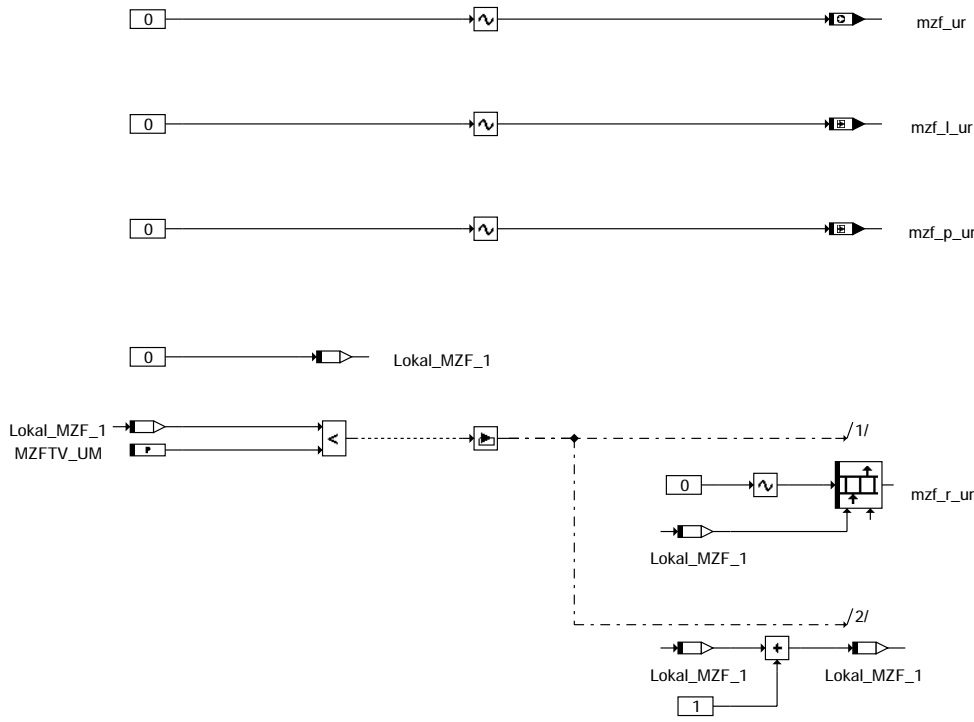 0
mzf_ur
0
mzf_l_ur
0
mzf_p_ur
0
Lokal_MZF_1
Lokal_MZF_1
<
/1/
MZFTV_UM
P
0
mzf_r_ur
Lokal_MZF_1
/2/
+
Lokal_MZF_1
Lokal_MZF_1
1